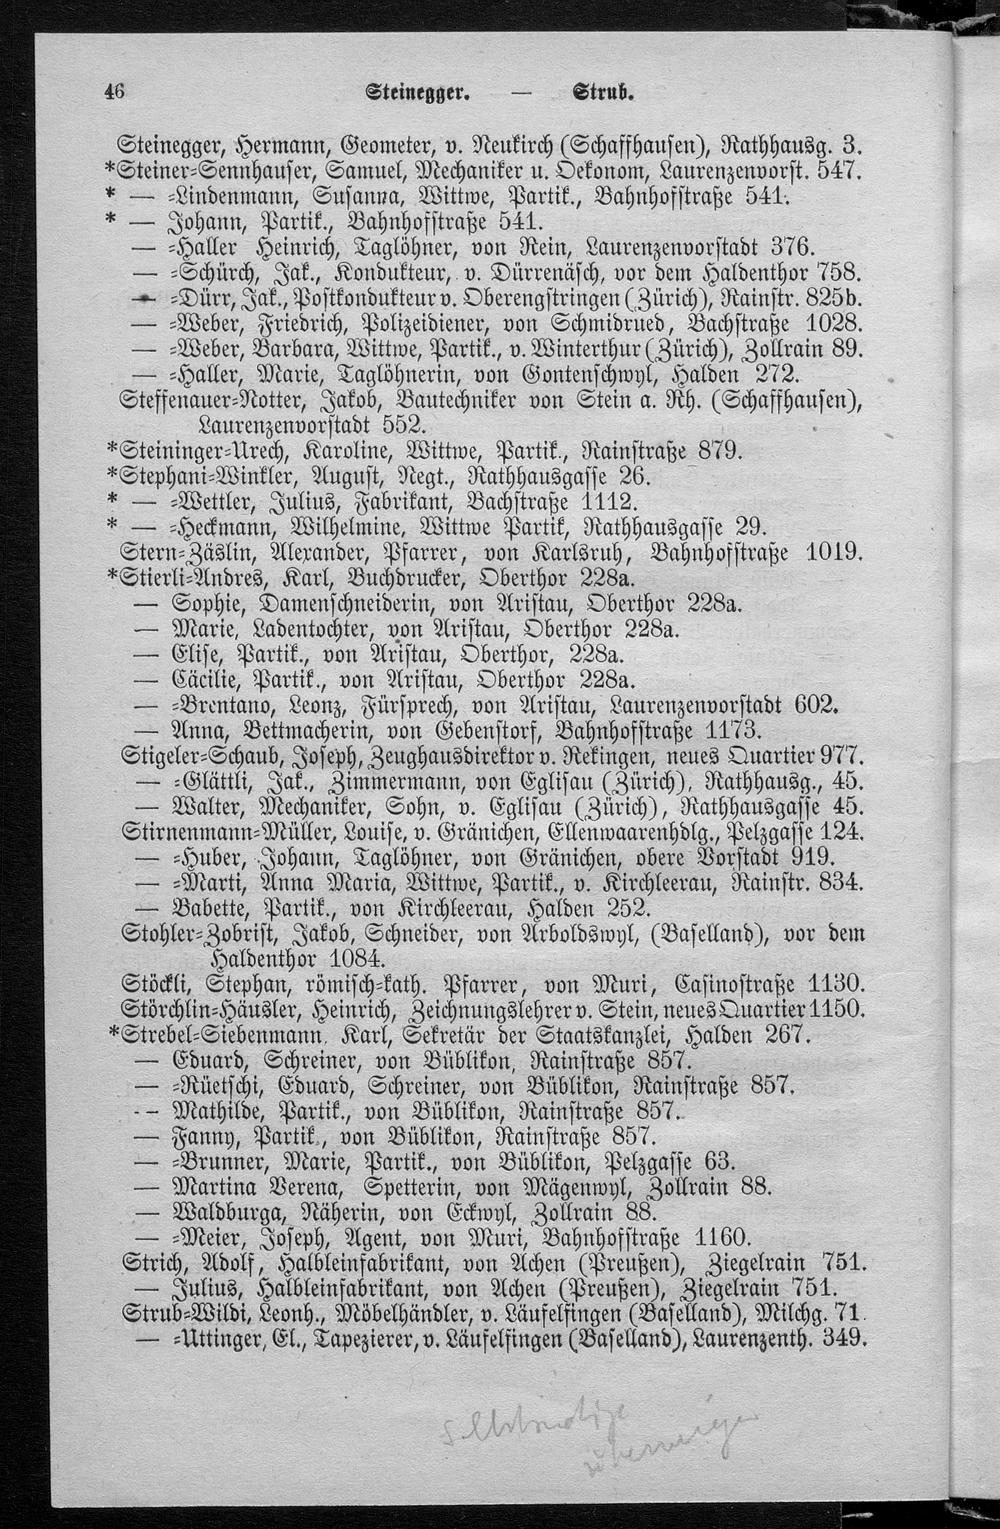 46 Steinegger. — Strub.
Steinegger, Hermann, Geometer, v. Neukirch (Schaffhausen), Rathhausg. 3.
*Steiner=Sennhauser, Samuel, Mechaniker u. Oekonom, Laurenzenvorst. 547.
* — =Lindenmann, Susanna, Wittwe, Partik., Bahnhofstraße 541.
* — Johann, Partik., Bahnhofstraße 541.
— =Haller Heinrich, Taglöhner, von Rein, Laurenzenvorstadt 376.
— =Schürch, Jak., Kondukteur, v. Dürrenäsch, vor dem Haldenthor 758.
— =Dürr, Jak., Postkondukteur v. Oberengstringen (Zürich), Rainstr. 825b.
— =Weber, Friedrich, Polizeidiener, von Schmidrued, Bachstraße 1028.
— =Weber, Barbara, Wittwe, Partik., v. Winterthur (Zürich), Zollrain 89.
— =Haller, Marie, Taglöhnerin, von Gontenschwyl, Halden 272.
Steffenauer=Notter, Jakob, Bautechniker von Stein a. Rh. (Schaffhausen),
Laurenzenvorstadt 552.
*Steininger=Urech, Karoline, Wittwe, Partik., Rainstraße 879.
*Stephani=Winkler, August, Negt., Rathhausgasse 26.
* — =Wettler, Julius, Fabrikant, Bachstraße 1112.
* — =Heckmann, Wilhelmine, Wittwe Partik, Rathhausgasse 29.
Stern=Zäslin, Alexander, Pfarrer, von Karlsruh, Bahnhofstraße 1019.
*Stierli=Andres, Karl, Buchdrucker, Oberthor 228a.
— Sophie, Damenschneiderin, von Aristau, Oberthor 228a.
— Marie, Ladentochter, von Aristau, Oberthor 228a.
— Elise, Partik., von Aristau, Oberthor, 228a.
— Cäcilie, Partik., von Aristau, Oberthor 228a.
— =Brentano, Leonz, Fürsprech, von Aristau, Laurenzenvorstadt 602.
— Anna, Bettmacherin, von Gebenstorf, Bahnhofstraße 1173.
Stigeler=Schaub, Joseph, Zeughausdirektor v. Rekingen, neues Quartier 977.
— =Glättli, Jak., Zimmermann, von Eglisau (Zürich), Rathhausg., 45.
— Walter, Mechaniker, Sohn, v. Eglisau (Zürich), Rathhausgasse 45.
Stirnenmann=Müller, Louise, v. Gränichen, Ellenwaarenhdlg., Pelzgasse 124.
— =Huber, Johann, Taglöhner, von Gränichen, obere Vorstadt 919.
— =Marti, Anna Maria, Wittwe, Partik., v. Kirchleerau, Rainstr. 834.
— Babette, Partik., von Kirchleerau, Halden 252.
Stohler=Zobrist, Jakob, Schneider, von Arboldswyl, (Baselland), vor dem
Haldenthor 1084.
Stöckli, Stephan, römisch=kath. Pfarrer, von Muri, Casinostraße 1130.
Störchlin=Häusler, Heinrich, Zeichnungslehrer v. Stein, neues Quartier 1150.
*Strebel=Siebenmann. Karl, Sekretär der Staatskanzlei, Halden 267.
— Eduard, Schreiner, von Büblikon, Rainstraße 857.
— =Rüetschi, Eduard, Schreiner, von Büblikon, Rainstraße 857.
— Mathilde, Partik., von Büblikon, Rainstraße 857.
— Fanny, Partik., von Büblikon, Rainstraße 857.
— =Brunner, Marie, Partik., von Büblikon, Pelzgasse 63.
— Martina Verena, Spetterin, von Mägenwyl, Zollrain 88.
— Waldburga, Näherin, von Eckwyl, Zollrain 88.
— =Meier, Joseph, Agent, von Muri, Bahnhofstraße 1160.
Strich, Adolf, Halbleinfabrikant, von Achen (Preußen), Ziegelrain 751.
— Julius, Halbleinfabrikant, von Achen (Preußen), Ziegelrain 751.
Strub=Wildi, Leonh., Möbelhändler, v. Läufelfingen (Baselland), Milchg. 71.
— =Uttinger, El., Tapezierer, v. Läufelfingen (Baselland), Laurenzenth. 349.